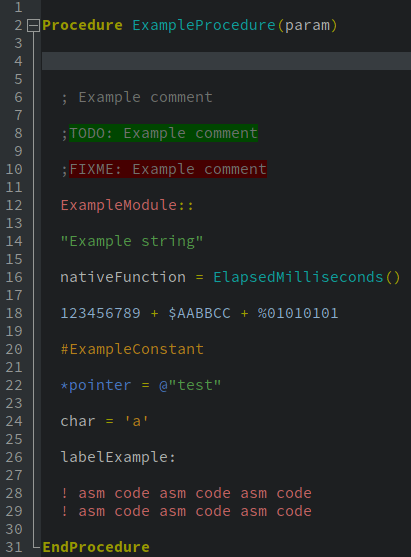 1
2 Procedure ExampleProcedure(param)
3
4
5
6 ; Example comment
7
8 ;TODO: Example comment
9
10 ;FIXME: Example comment
11
12 ExampleModule::
13
14 "Example string"
15
16 nativeFunction = ElapsedMilliseconds()
17
18 123456789 + $AABBCC + %01010101
19
20 #ExampleConstant
21
22 *pointer = @"test"
23
24 char = 'a'
25
26 labelExample:
27
28 ! asm code asm code asm code
29 ! asm code asm code asm code
30
31 EndProcedure